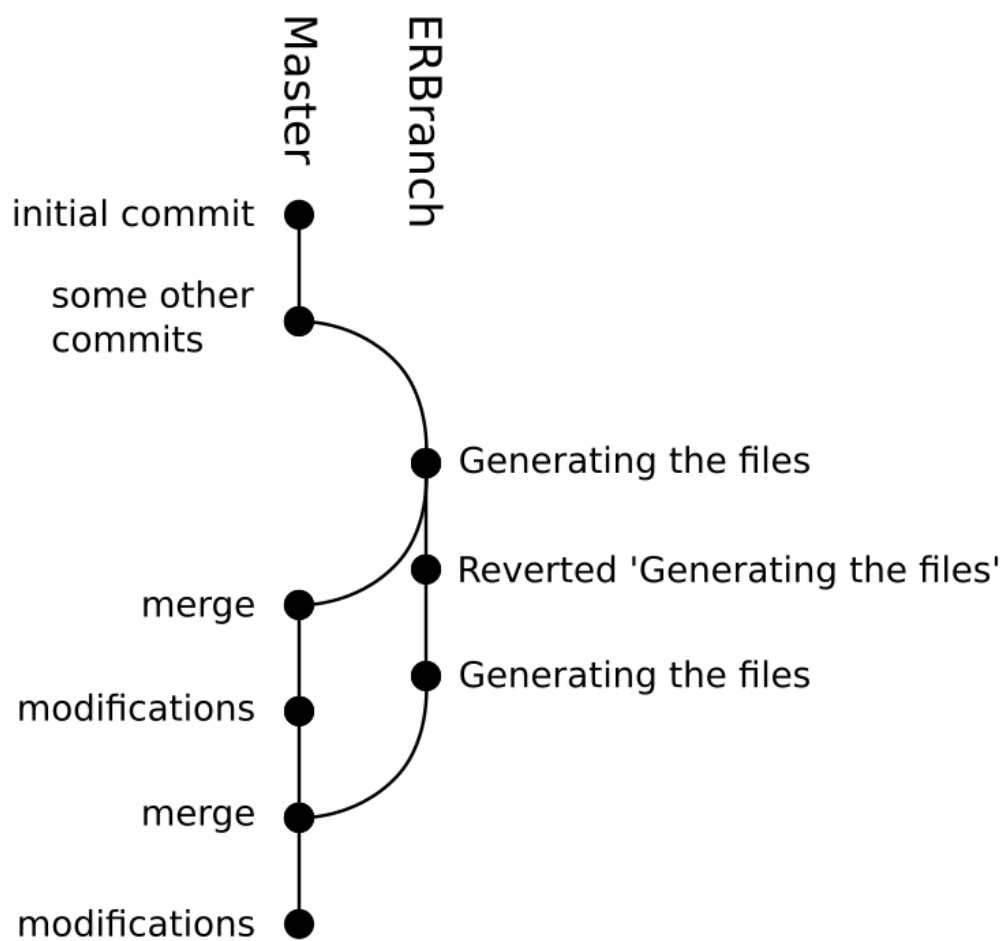 Master
ERBranch
initial commit
some other
commits
Generating the files
Reverted 'Generating the files'
merge
Generating the files
modifications
merge
modifications